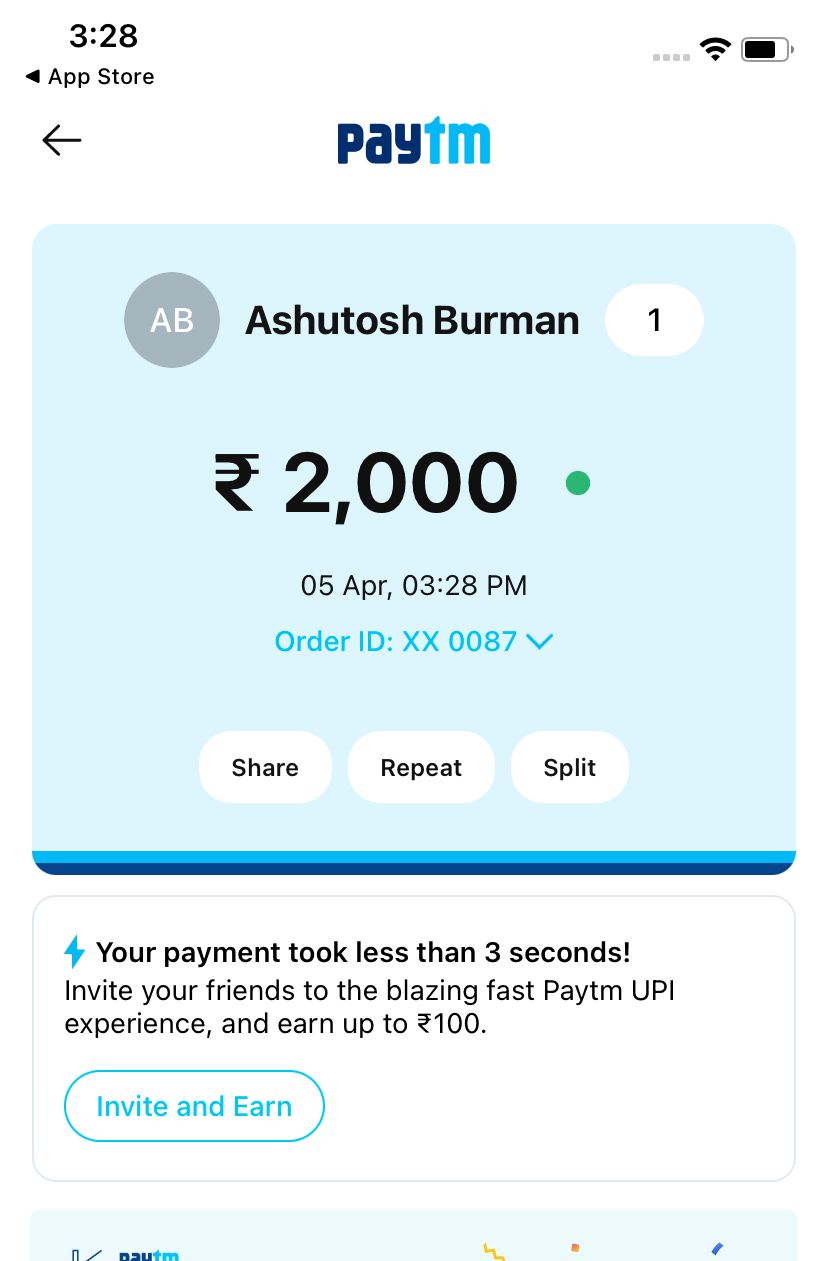 3:28
◀ App Store
paytm
AB
Ashutosh Burman
1
₹ 2,000
05 Apr, 03:28 PM
Order ID: XX 0087
Share
Repeat
Split
Your payment took less than 3 seconds!
Invite your friends to the blazing fast Paytm UPI
experience, and earn up to ₹100.
Invite and Earn
paytm